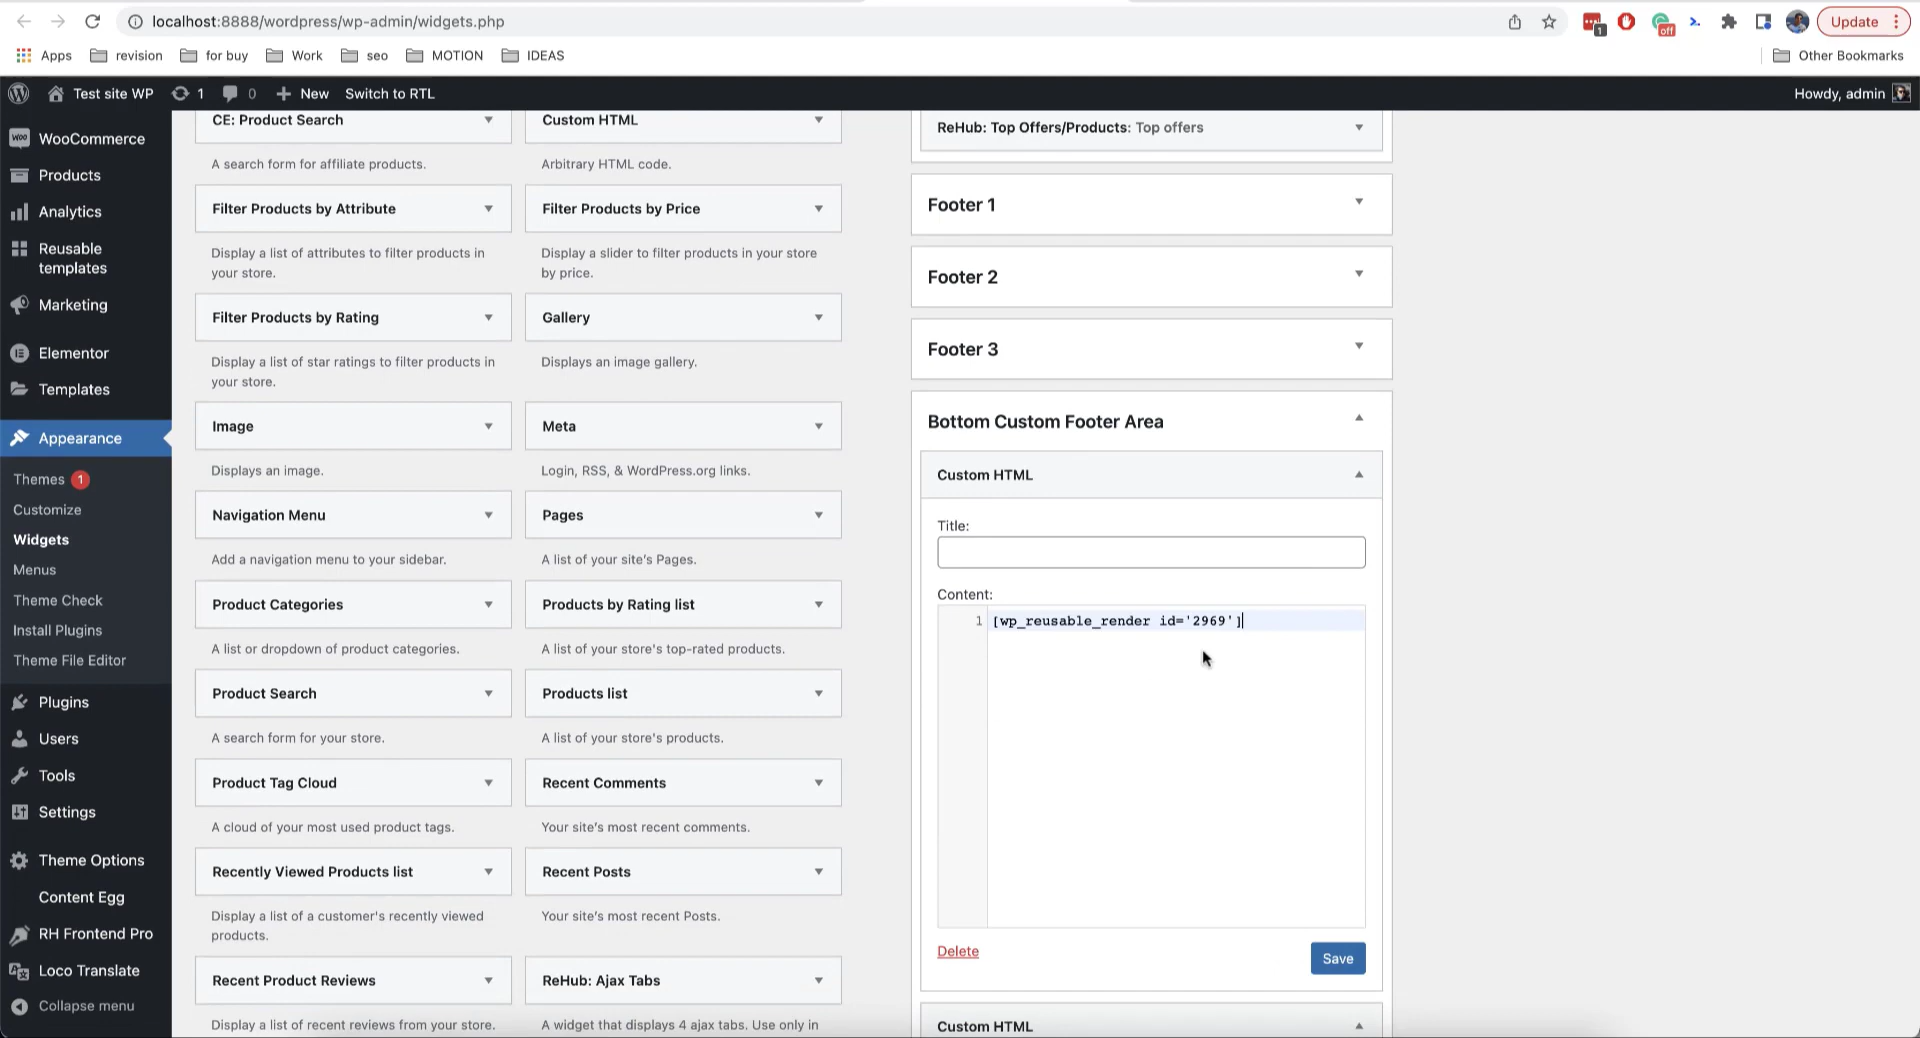 localhost:8888/wordpress/wp-admin/widgets.php
1
off
Update
Apps
revision
for buy
Work
seo
MOTION
IDEAS
Other Bookmarks
Test site WP
1
0
New
Switch to RTL
Howdy, admin
WooCommerce
Products
Analytics
Reusable
templates
Marketing
Elementor
Templates
Appearance
Themes 1
Customize
Widgets
Menus
Theme Check
Install Plugins
Theme File Editor
Plugins
Users
Tools
Settings
Theme Options
Content Egg
RH Frontend Pro
Loco Translate
Collapse menu
CE: Product Search
A search form for affiliate products.
Filter Products by Attribute
Display a list of attributes to filter products in
your store.
Filter Products by Rating
Display a list of star ratings to filter products in
your store.
Image
Displays an image.
Navigation Menu
Add a navigation menu to your sidebar.
Product Categories
A list or dropdown of product categories.
Product Search
A search form for your store.
Product Tag Cloud
A cloud of your most used product tags.
Recently Viewed Products list
Display a list of a customer's recently viewed
products.
Recent Product Reviews
Display a list of recent reviews from your store.
Custom HTML
Arbitrary HTML code.
Filter Products by Price
Display a slider to filter products in your store
by price.
Gallery
Displays an image gallery.
Meta
Login, RSS, & WordPress.org links.
Pages
A list of your site's Pages.
Products by Rating list
A list of your store's top-rated products.
Products list
A list of your store's products.
Recent Comments
Your site's most recent comments.
Recent Posts
Your site's most recent Posts.
ReHub: Ajax Tabs
A widget that displays 4 ajax tabs. Use only in
ReHub: Top Offers/Products: Top offers
Footer 1
Footer 2
Footer 3
Bottom Custom Footer Area
Custom HTML
Title:
Content:
1 [wp_reusable_render id='2969']
Delete
Save
Custom HTML